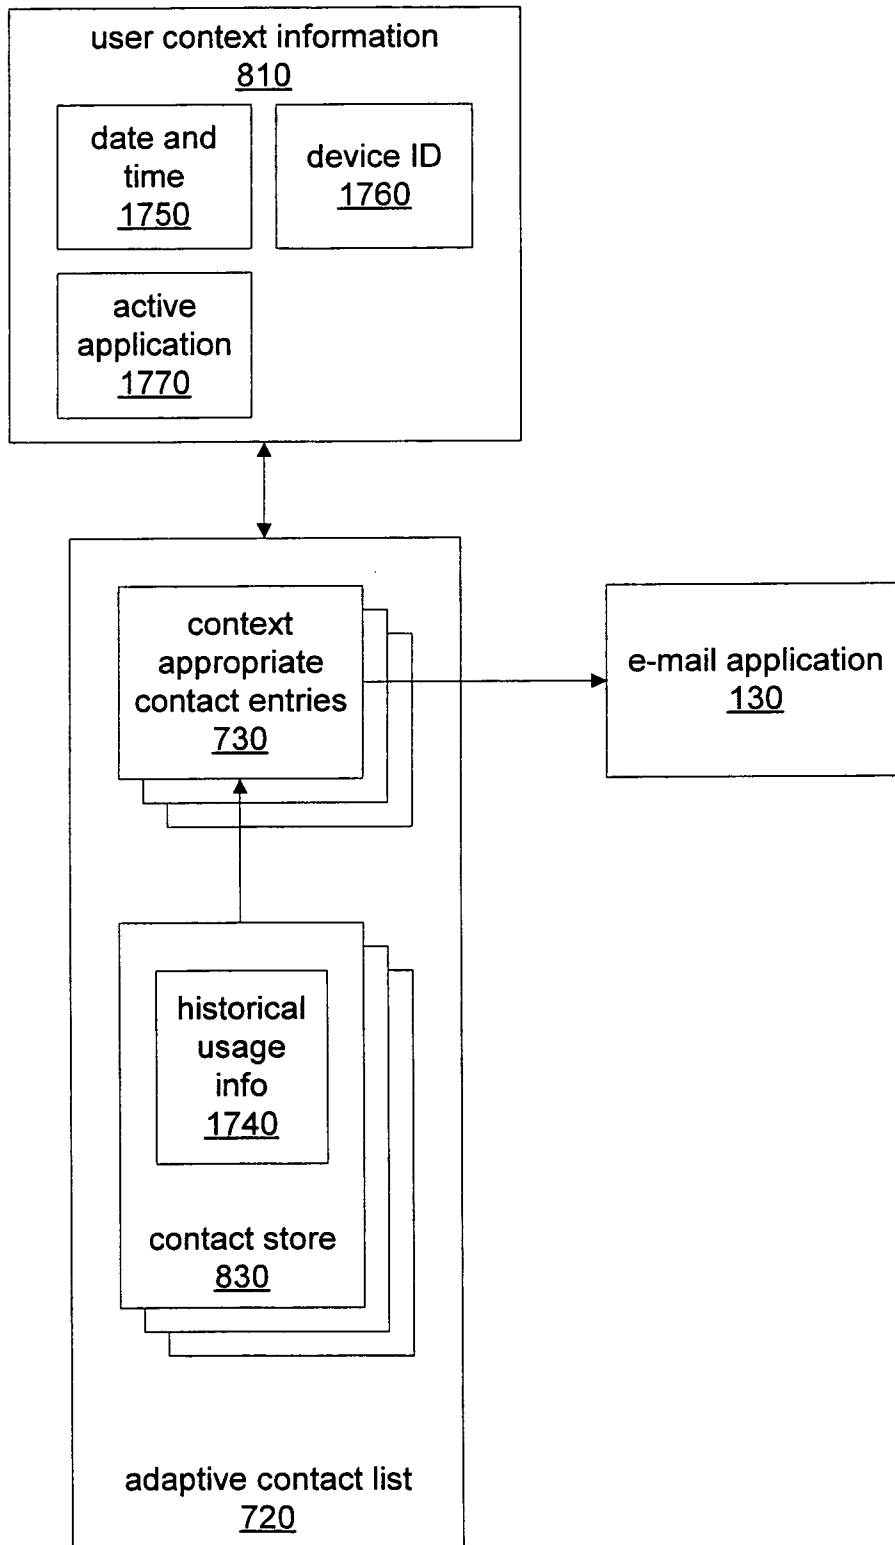 user context information
810
date and
time
1750
device ID
1760
active
application
1770
context
appropriate
contact entries
730
e-mail application
130
historical
usage
info
1740
contact store
830
adaptive contact list
720